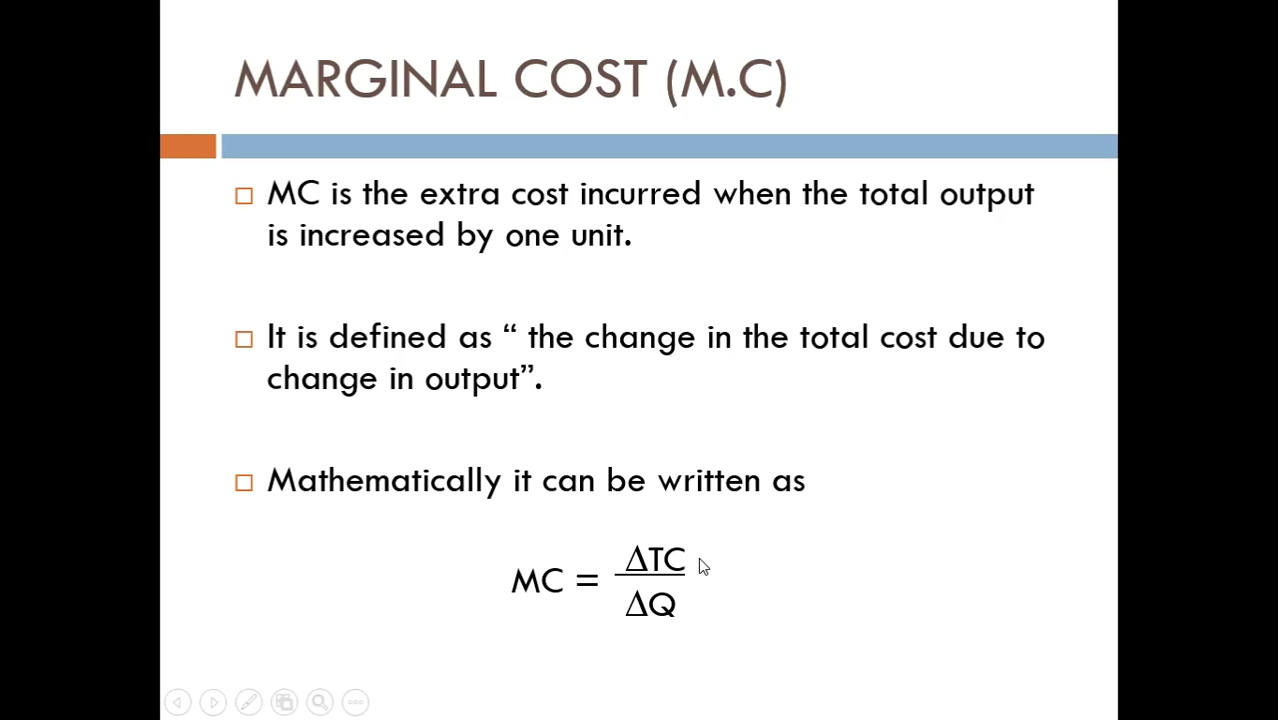 MARGINAL COST (M.C)
MC is the extra cost incurred when the total output
is increased by one unit.
It is defined as “ the change in the total cost due to
change in output”.
Mathematically it can be written as
MC = ΔTC
ΔQ